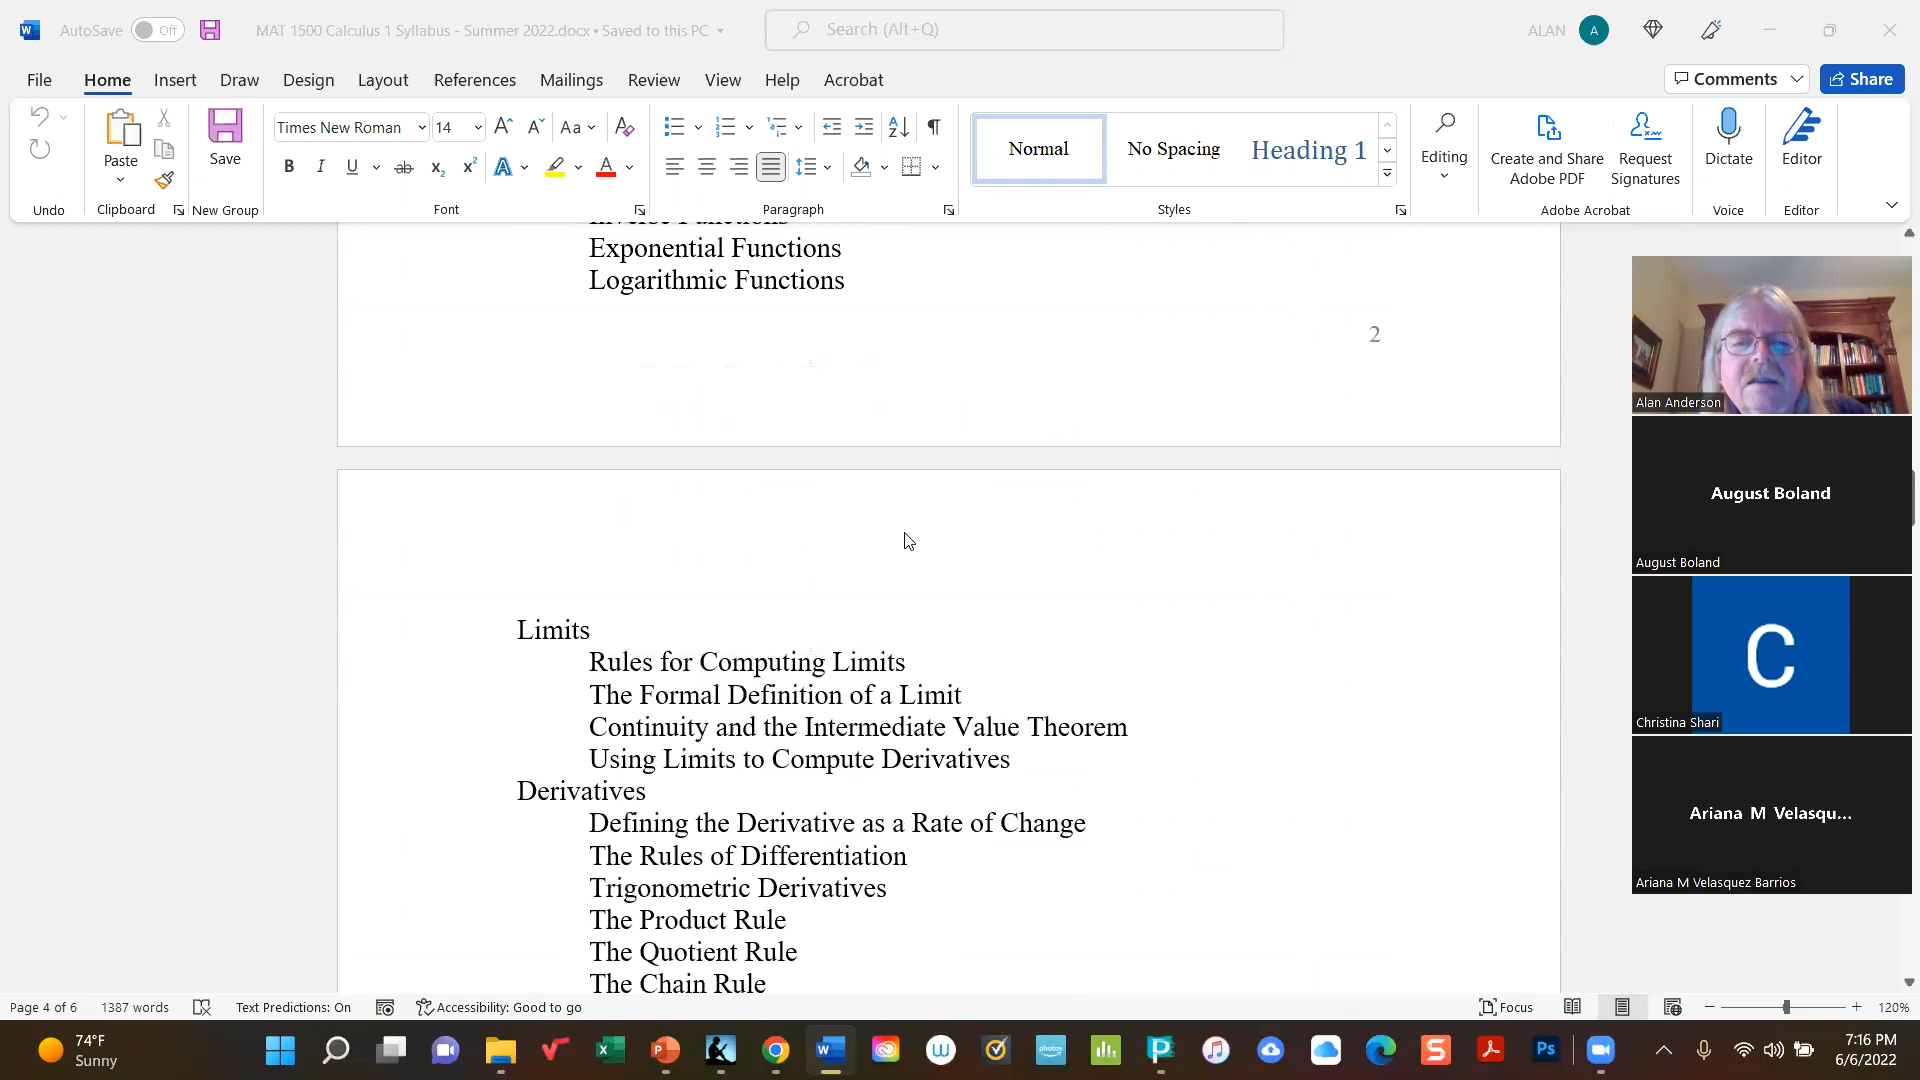 AutoSave Off MAT 1500 Calculus 1 Syllabus - Summer 2022.docx • Saved to this PC Search (Alt+Q) ALAN A
File Home Insert Draw Design Layout References Mailings Review View Help Acrobat Comments Share
Times New Roman 14 Aa
Paste Save
Normal No Spacing Heading 1
Editing Create and Share Adobe PDF Request Signatures Dictate Editor
Undo Clipboard New Group Font Paragraph Styles Adobe Acrobat Voice Editor
Inverse Functions
Exponential Functions
Logarithmic Functions
2
Limits
Rules for Computing Limits
The Formal Definition of a Limit
Continuity and the Intermediate Value Theorem
Using Limits to Compute Derivatives
Derivatives
Defining the Derivative as a Rate of Change
The Rules of Differentiation
Trigonometric Derivatives
The Product Rule
The Quotient Rule
The Chain Rule
Alan Anderson
August Boland
August Boland
C
Christina Shari
Ariana M Velasqu...
Ariana M Velasquez Barrios
Page 4 of 6 1387 words Text Predictions: On Accessibility: Good to go Focus 120%
74°F
Sunny
7:16 PM
6/6/2022